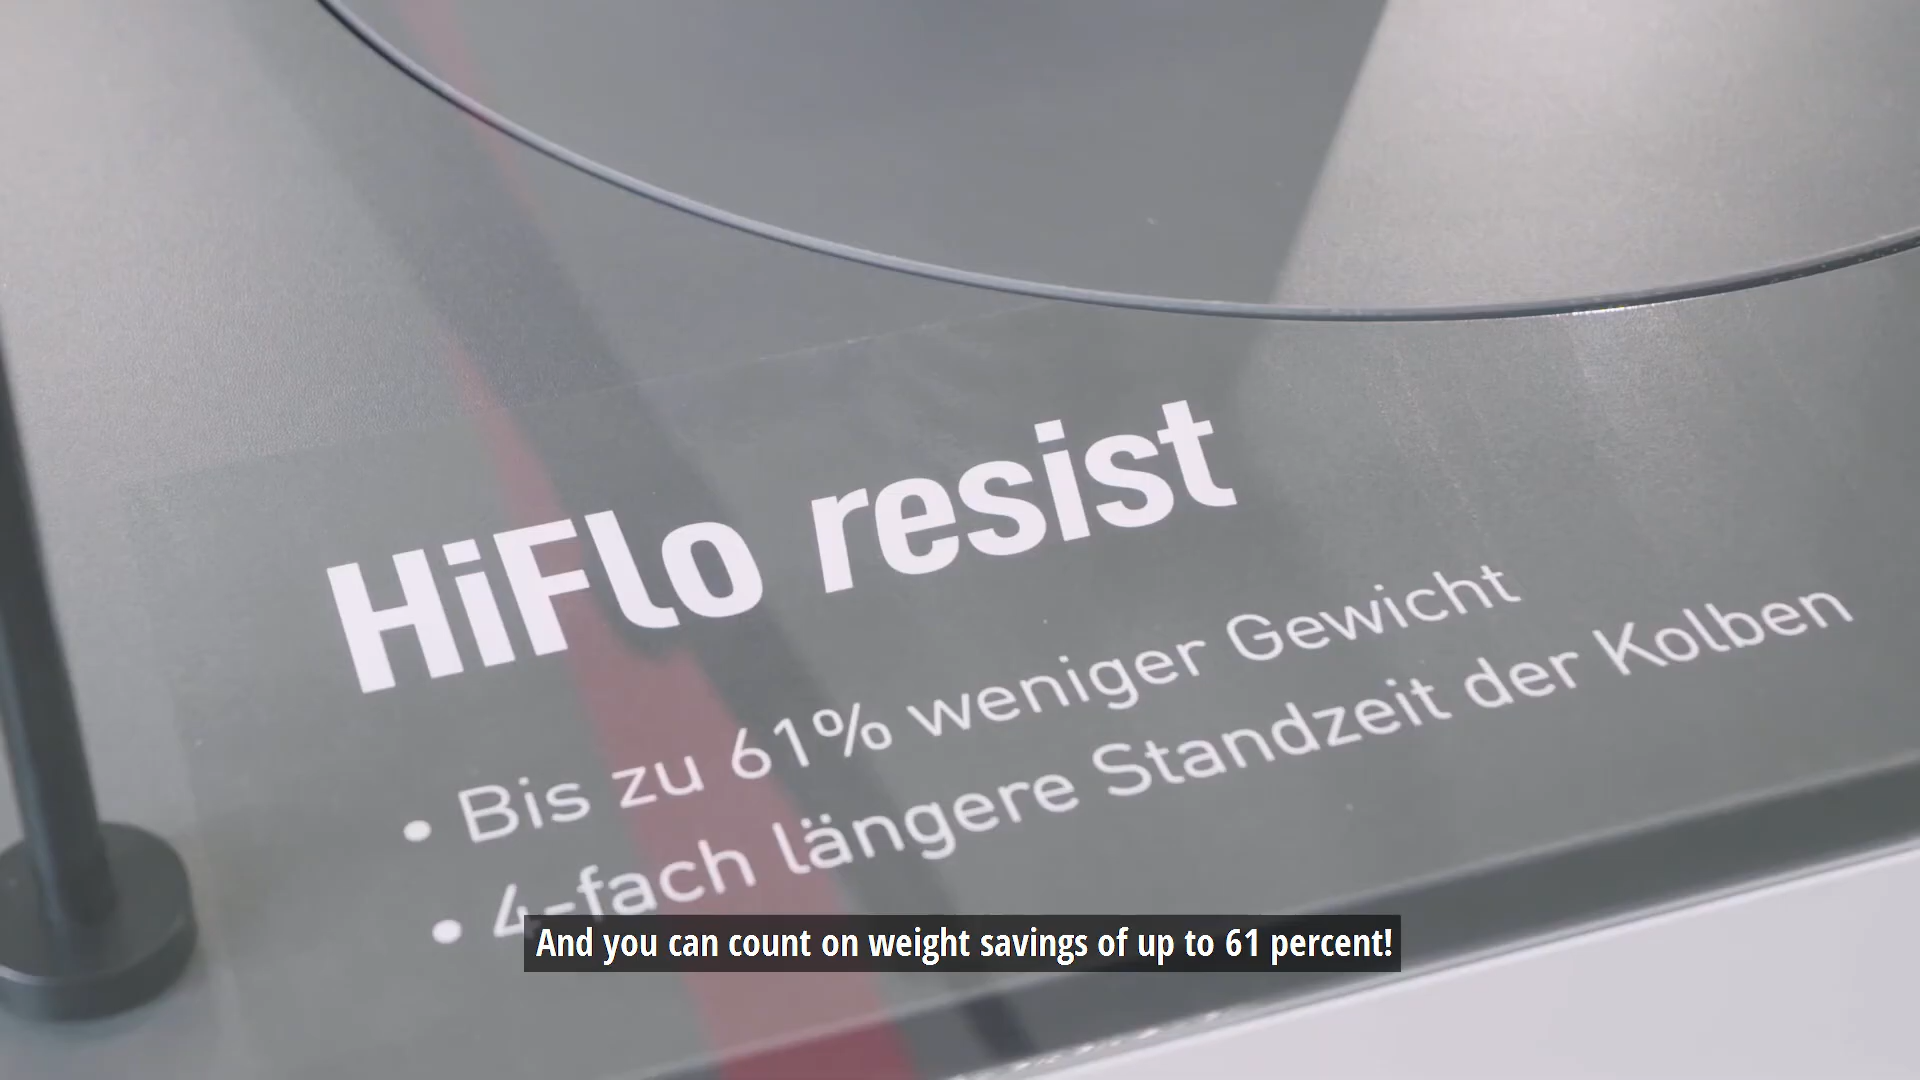 HiFlo resist
• Bis zu 61% weniger Gewicht
• 4-fach längere Standzeit der Kolben
And you can count on weight savings of up to 61 percent!